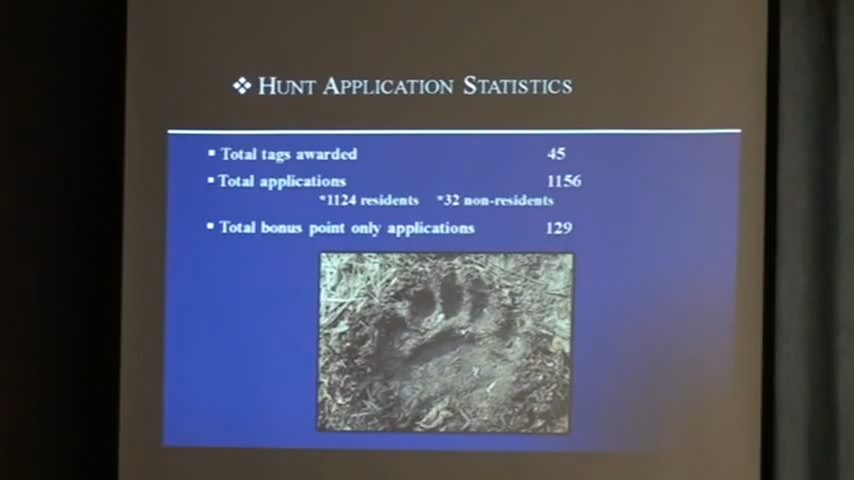 ❖ HUNT APPLICATION STATISTICS
▪ Total tags awarded 45
▪ Total applications 1156
*1124 residents *32 non-residents
▪ Total bonus point only applications 129